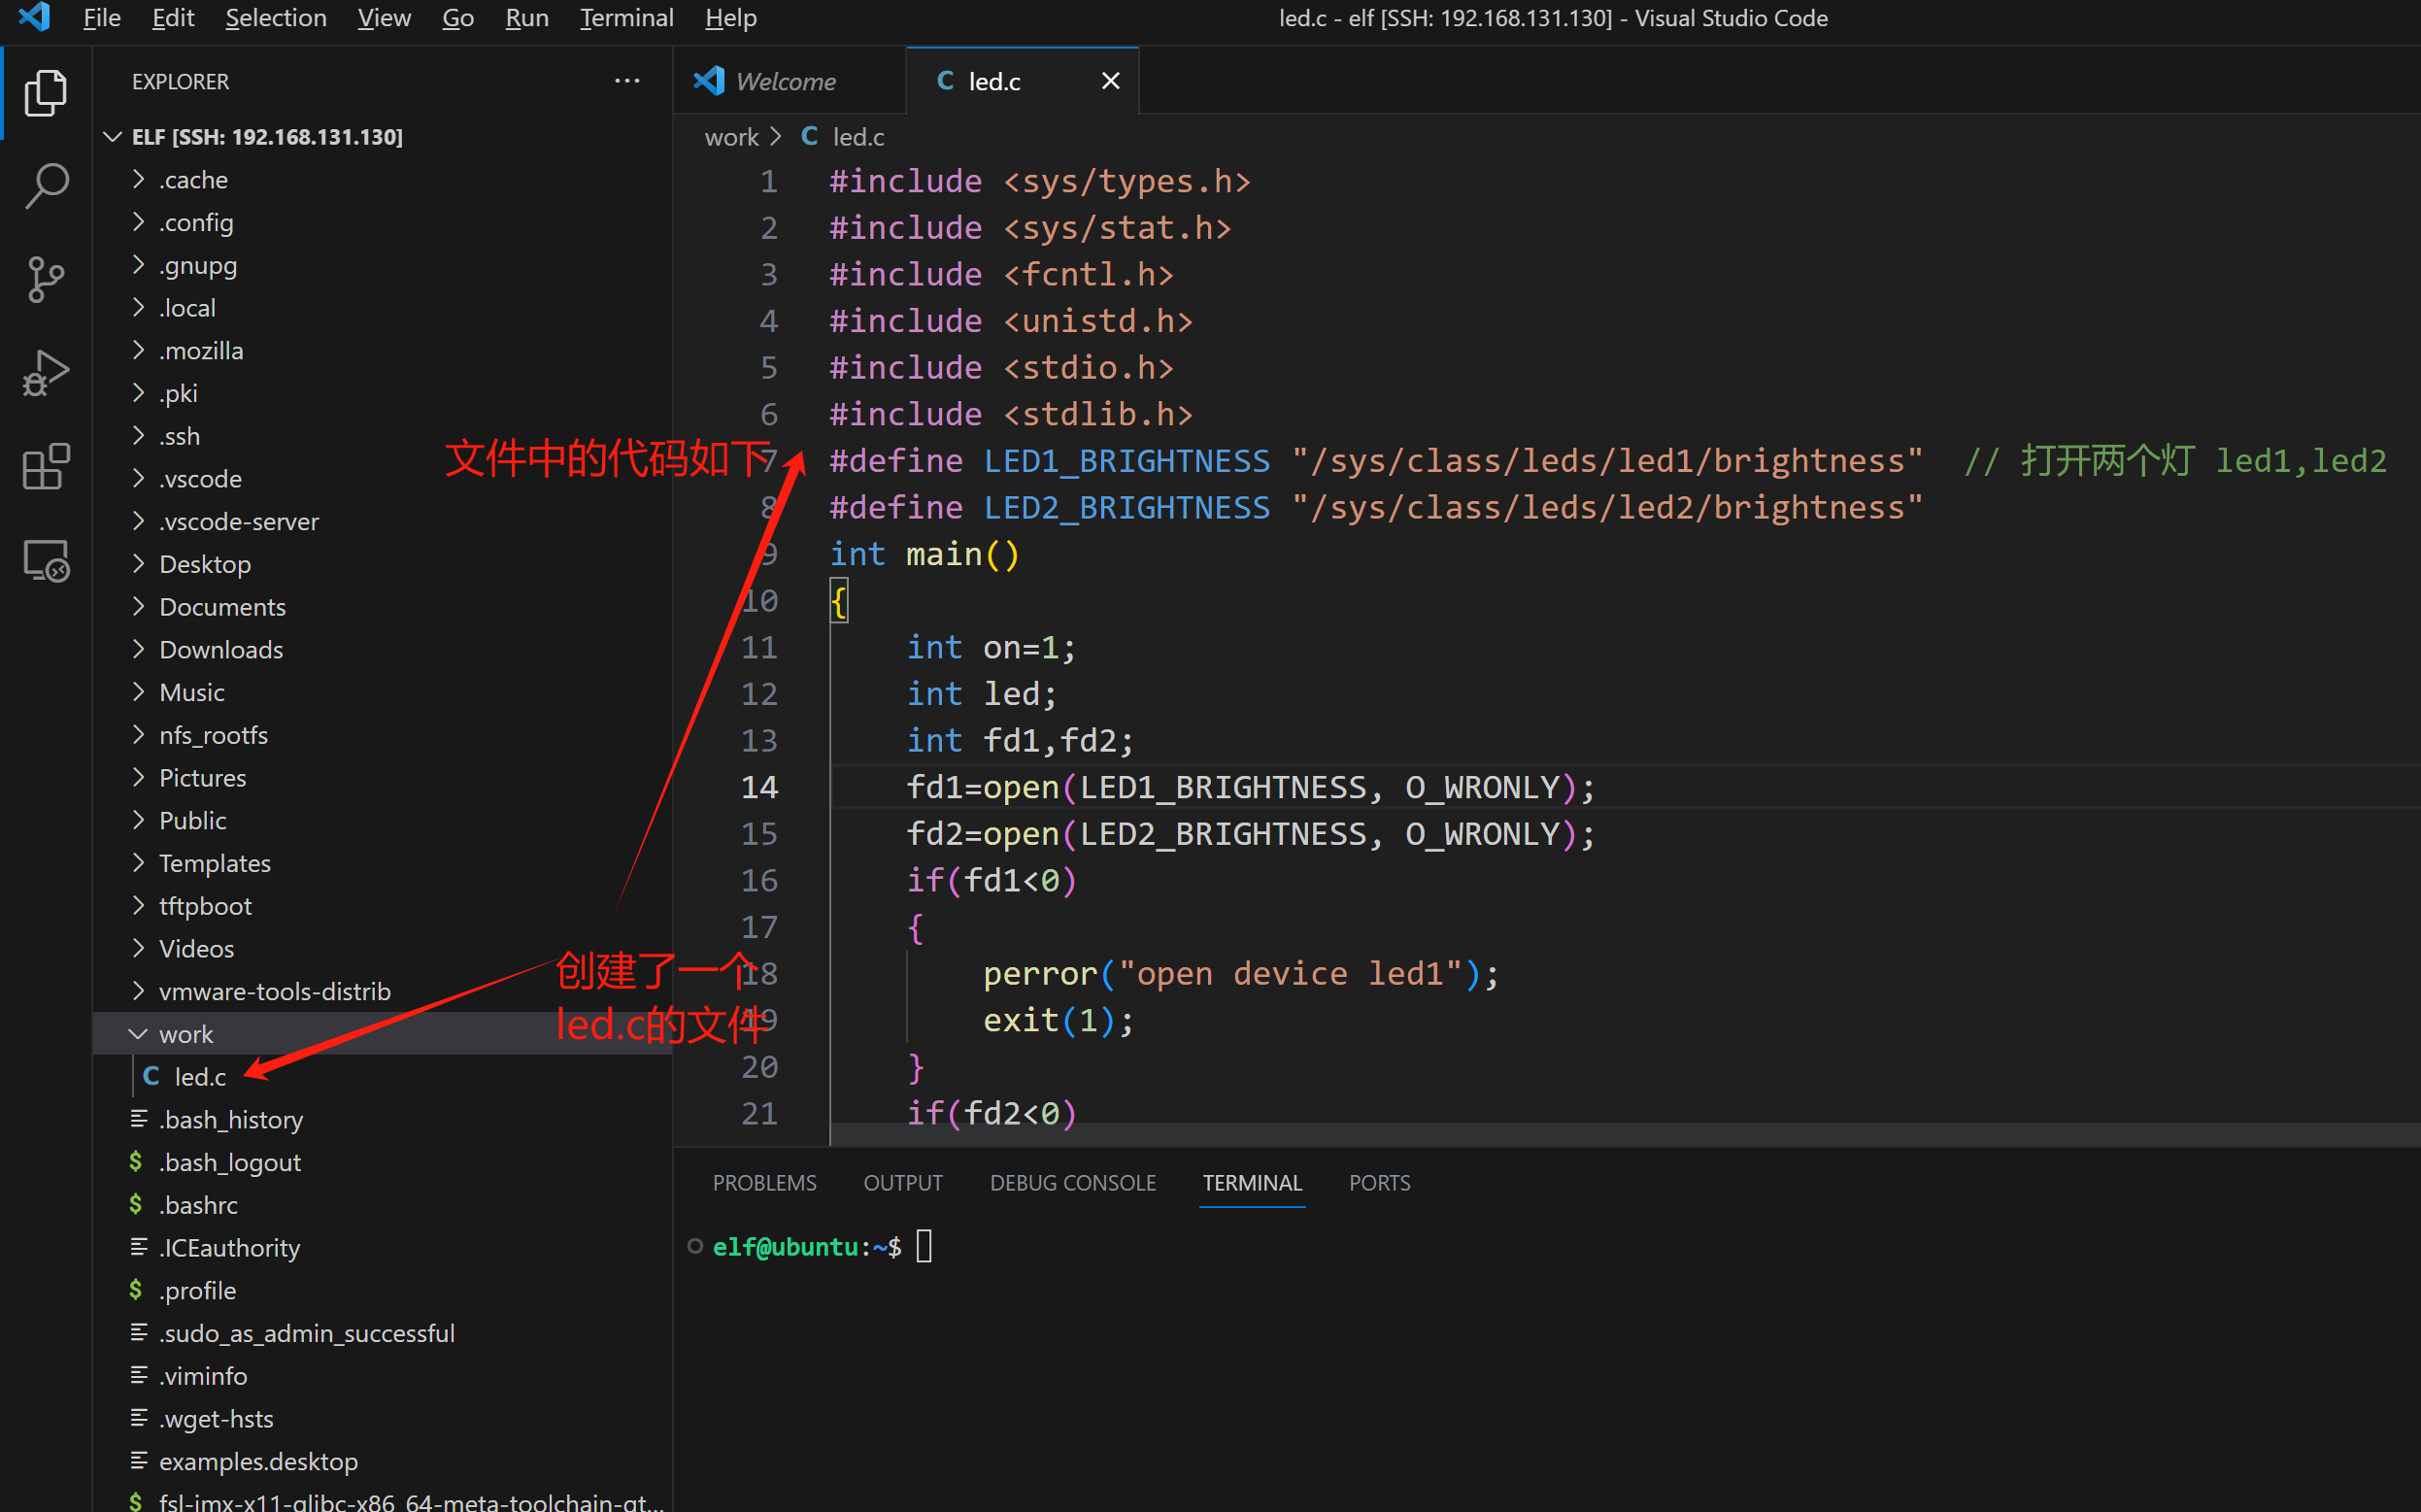 File Edit Selection View Go Run Terminal Help
led.c - elf [SSH: 192.168.131.130] - Visual Studio Code
EXPLORER
ELF [SSH: 192.168.131.130]
.cache
.config
.gnupg
.local
.mozilla
.pki
.ssh
.vscode
.vscode-server
Desktop
Documents
Downloads
Music
nfs_rootfs
Pictures
Public
Templates
tftpboot
Videos
vmware-tools-distrib
work
C led.c
.bash_history
$ .bash_logout
$ .bashrc
.ICEauthority
$ .profile
.sudo_as_admin_successful
.viminfo
.wget-hsts
examples.desktop
$ fsl-imx-x11-glibc-x86_64-meta-toolchain-qt...
文件中的代码如下
创建了一个
led.c的文件
Welcome
C led.c
work > C led.c
1 #include <sys/types.h>
2 #include <sys/stat.h>
3 #include <fcntl.h>
4 #include <unistd.h>
5 #include <stdio.h>
6 #include <stdlib.h>
7 #define LED1_BRIGHTNESS "/sys/class/leds/led1/brightness" // 打开两个灯 led1,led2
8 #define LED2_BRIGHTNESS "/sys/class/leds/led2/brightness"
9 int main()
10 {
11 int on=1;
12 int led;
13 int fd1,fd2;
14 fd1=open(LED1_BRIGHTNESS, O_WRONLY);
15 fd2=open(LED2_BRIGHTNESS, O_WRONLY);
16 if(fd1<0)
17 {
18 perror("open device led1");
19 exit(1);
20 }
21 if(fd2<0)
PROBLEMS OUTPUT DEBUG CONSOLE TERMINAL PORTS
elf@ubuntu:~$